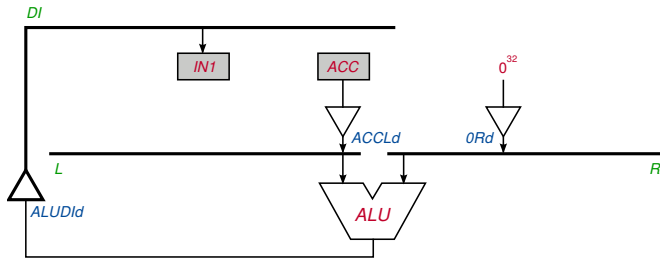 DI
IN1
ACC
0³²
ACCLd
0Rd
L
R
ALUDId
ALU